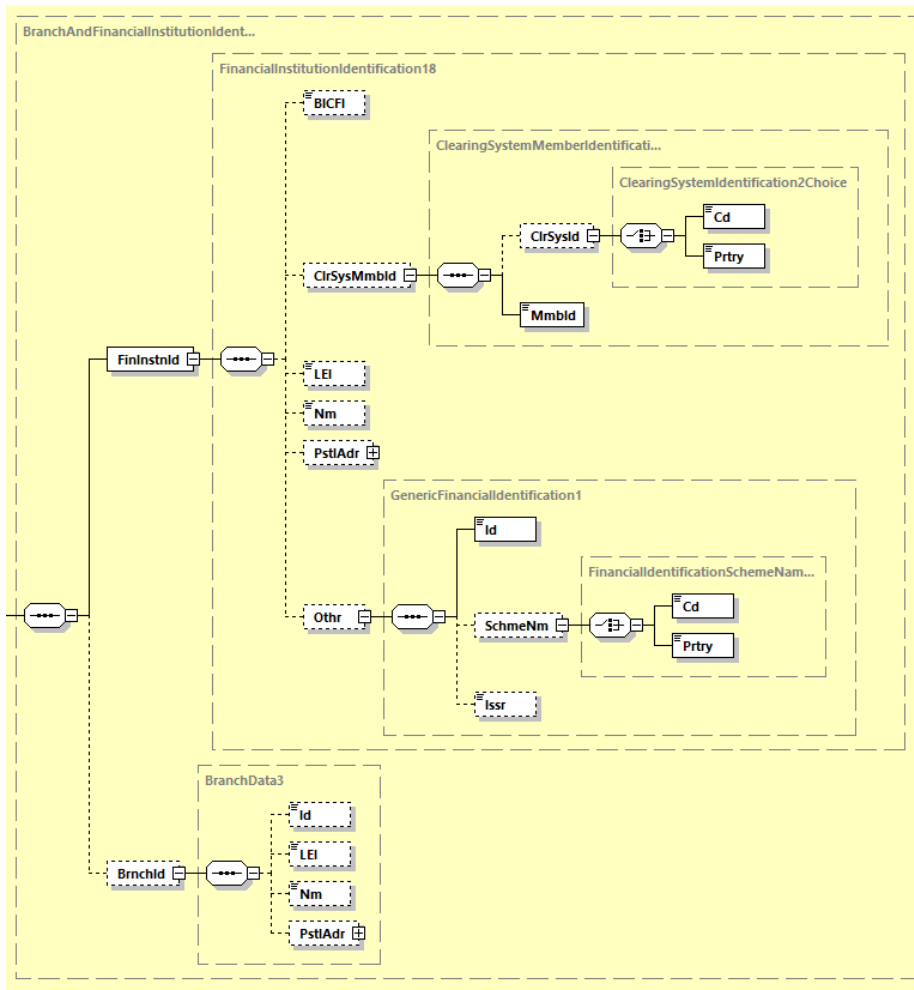 BranchAndFinancialInstitutionIdent...
FinancialInstitutionIdentification18
BICFI
ClearingSystemMemberIdentificati...
ClearingSystemIdentification2Choice
Cd
ClrSysId
Prtry
ClrSysMmbId
MmbId
FinInstnId
LEI
Nm
PstlAdr
GenericFinancialIdentification1
Id
FinancialIdentificationSchemeNam...
Cd
Othr
SchmeNm
Prtry
Issr
BranchData3
Id
LEI
BrnchId
Nm
PstlAdr